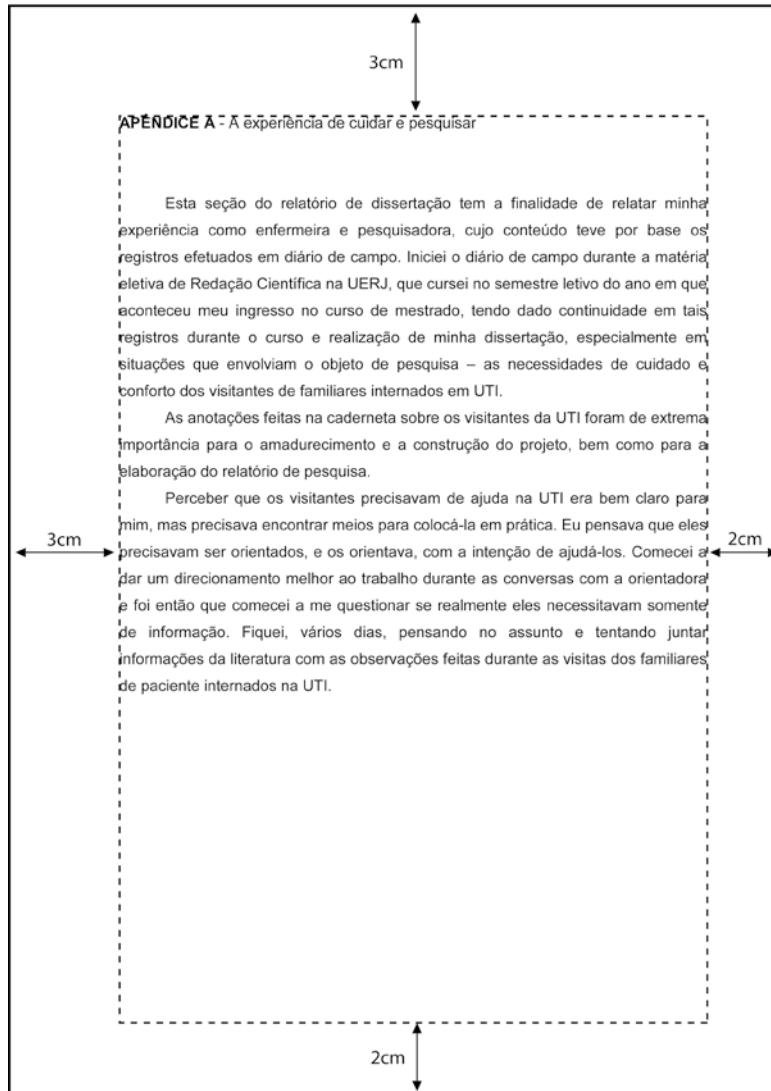 3cm
APÊNDICE A - A experiência de cuidar e pesquisar
Esta seção do relatório de dissertação tem a finalidade de relatar minha
experiência como enfermeira e pesquisadora, cujo conteúdo teve por base os
registros efetuados em diário de campo. Iniciei o diário de campo durante a matéria
eletiva de Redação Científica na UERJ, que cursei no semestre letivo do ano em que
aconteceu meu ingresso no curso de mestrado, tendo dado continuidade em tais
registros durante o curso e realização de minha dissertação, especialmente em
situações que envolviam o objeto de pesquisa – as necessidades de cuidado e
conforto dos visitantes de familiares internados em UTI.
As anotações feitas na caderneta sobre os visitantes da UTI foram de extrema
importância para o amadurecimento e a construção do projeto, bem como para a
elaboração do relatório de pesquisa.
Perceber que os visitantes precisavam de ajuda na UTI era bem claro para
mim, mas precisava encontrar meios para colocá-la em prática. Eu pensava que eles
3cm
precisavam ser orientados, e os orientava, com a intenção de ajudá-los. Comecei a
2cm
dar um direcionamento melhor ao trabalho durante as conversas com a orientadora
e foi então que comecei a me questionar se realmente eles necessitavam somente
de informação. Fiquei, vários dias, pensando no assunto e tentando juntar
informações da literatura com as observações feitas durante as visitas dos familiares
de paciente internados na UTI.
2cm